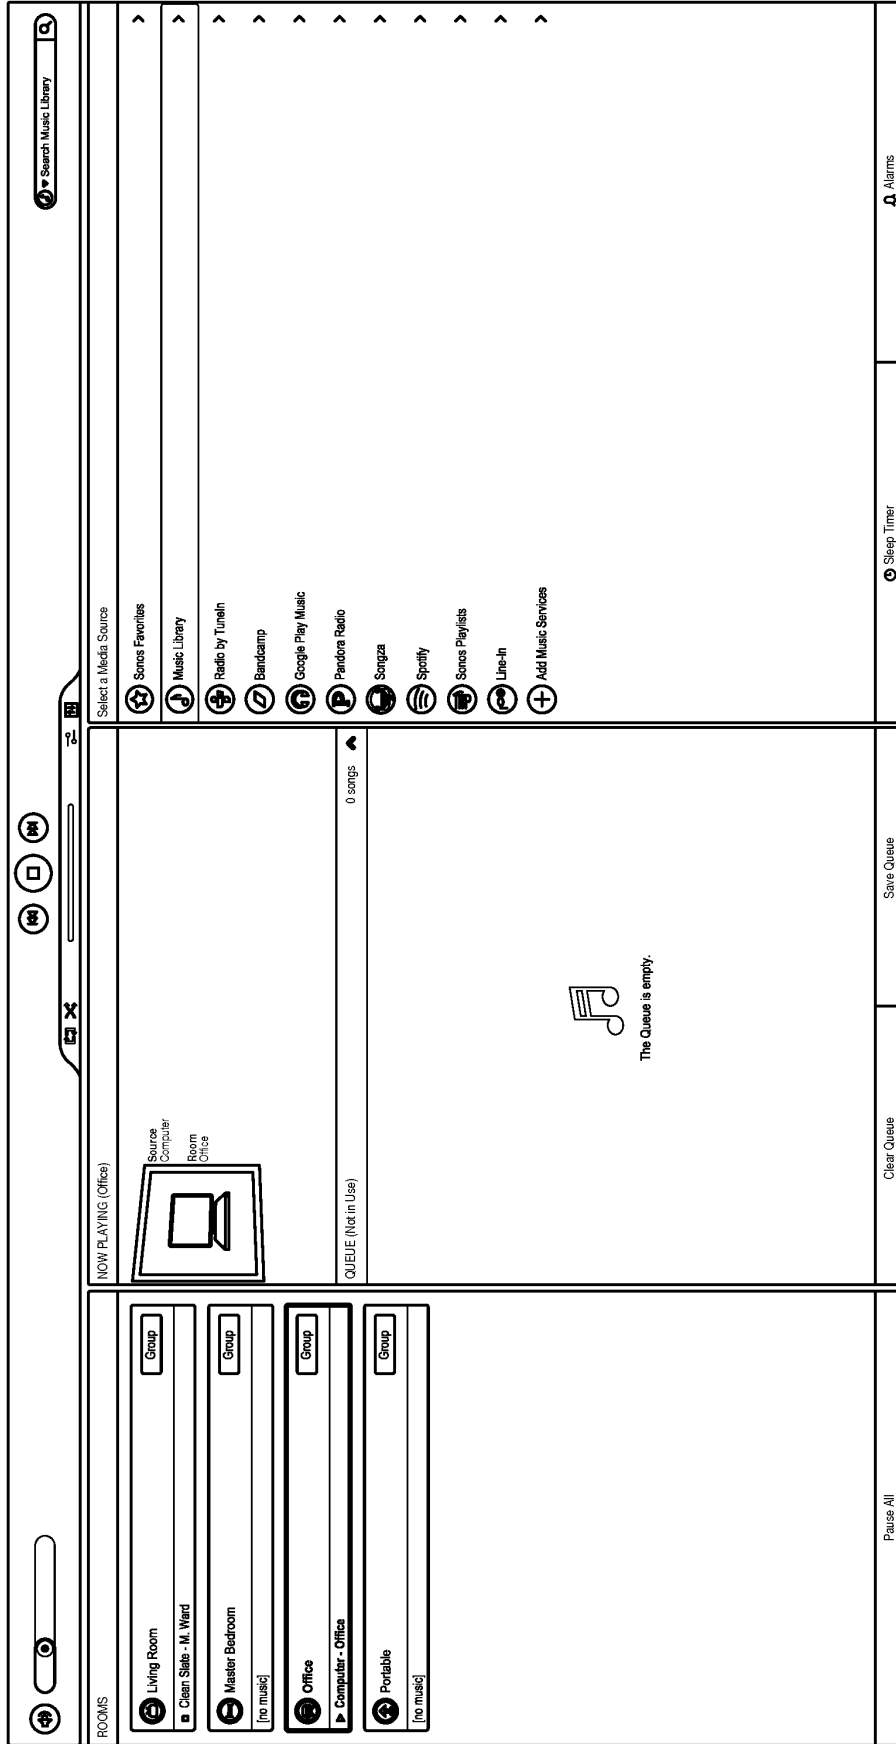 Search Music Library
ROOMS
Living Room
Group
Clean Slate - M. Ward
Master Bedroom
Group
[no music]
Office
Group
Computer - Office
Portable
Group
[no music]
Pause All
NOW PLAYING (Office)
Source
Computer
Room
Office
QUEUE (Not in Use)
0 songs
The Queue is empty.
Clear Queue
Save Queue
Select a Media Source
Sonos Favorites
Music Library
Radio by TuneIn
Bandcamp
Google Play Music
Pandora Radio
Songza
Spotify
Sonos Playlists
Line-In
Add Music Services
Sleep Timer
Alarms